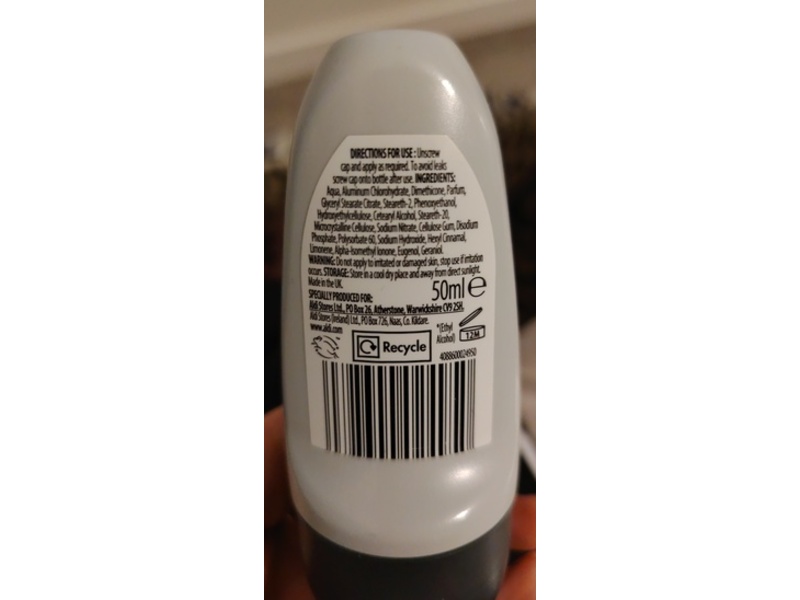 DIRECTIONS FOR USE : Unscrew
cap and apply as required. To avoid leaks
screw cap onto bottle after use. INGREDIENTS:
Aqua, Aluminum Chlorohydrate, Dimethicone, Parfum,
Glyceryl Stearate Citrate, Steareth-2, Phenoxyethanol,
Hydroxyethylcellulose, Cetearyl Alcohol, Steareth-20,
Microcrystalline Cellulose, Sodium Nitrate, Cellulose Gum, Disodium
Phosphate, Polysorbate 60, Sodium Hydroxide, Hexyl Cinnamal,
Limonene, Alpha-Isomethyl Ionone, Eugenol, Geraniol.
WARNING: Do not apply to irritated or damaged skin, stop use if irritation
occurs. STORAGE: Store in a cool dry place and away from direct sunlight.
Made in the UK.
50ml e
SPECIALLY PRODUCED FOR:
Aldi Stores Ltd., PO Box 26, Atherstone, Warwickshire CV9 2SH.
Aldi Stores (Ireland) Ltd., PO Box 726, Naas, Co. Kildare.
www.aldi.com
*(Ethyl
Alcohol)
12M
Recycle
4088600024950